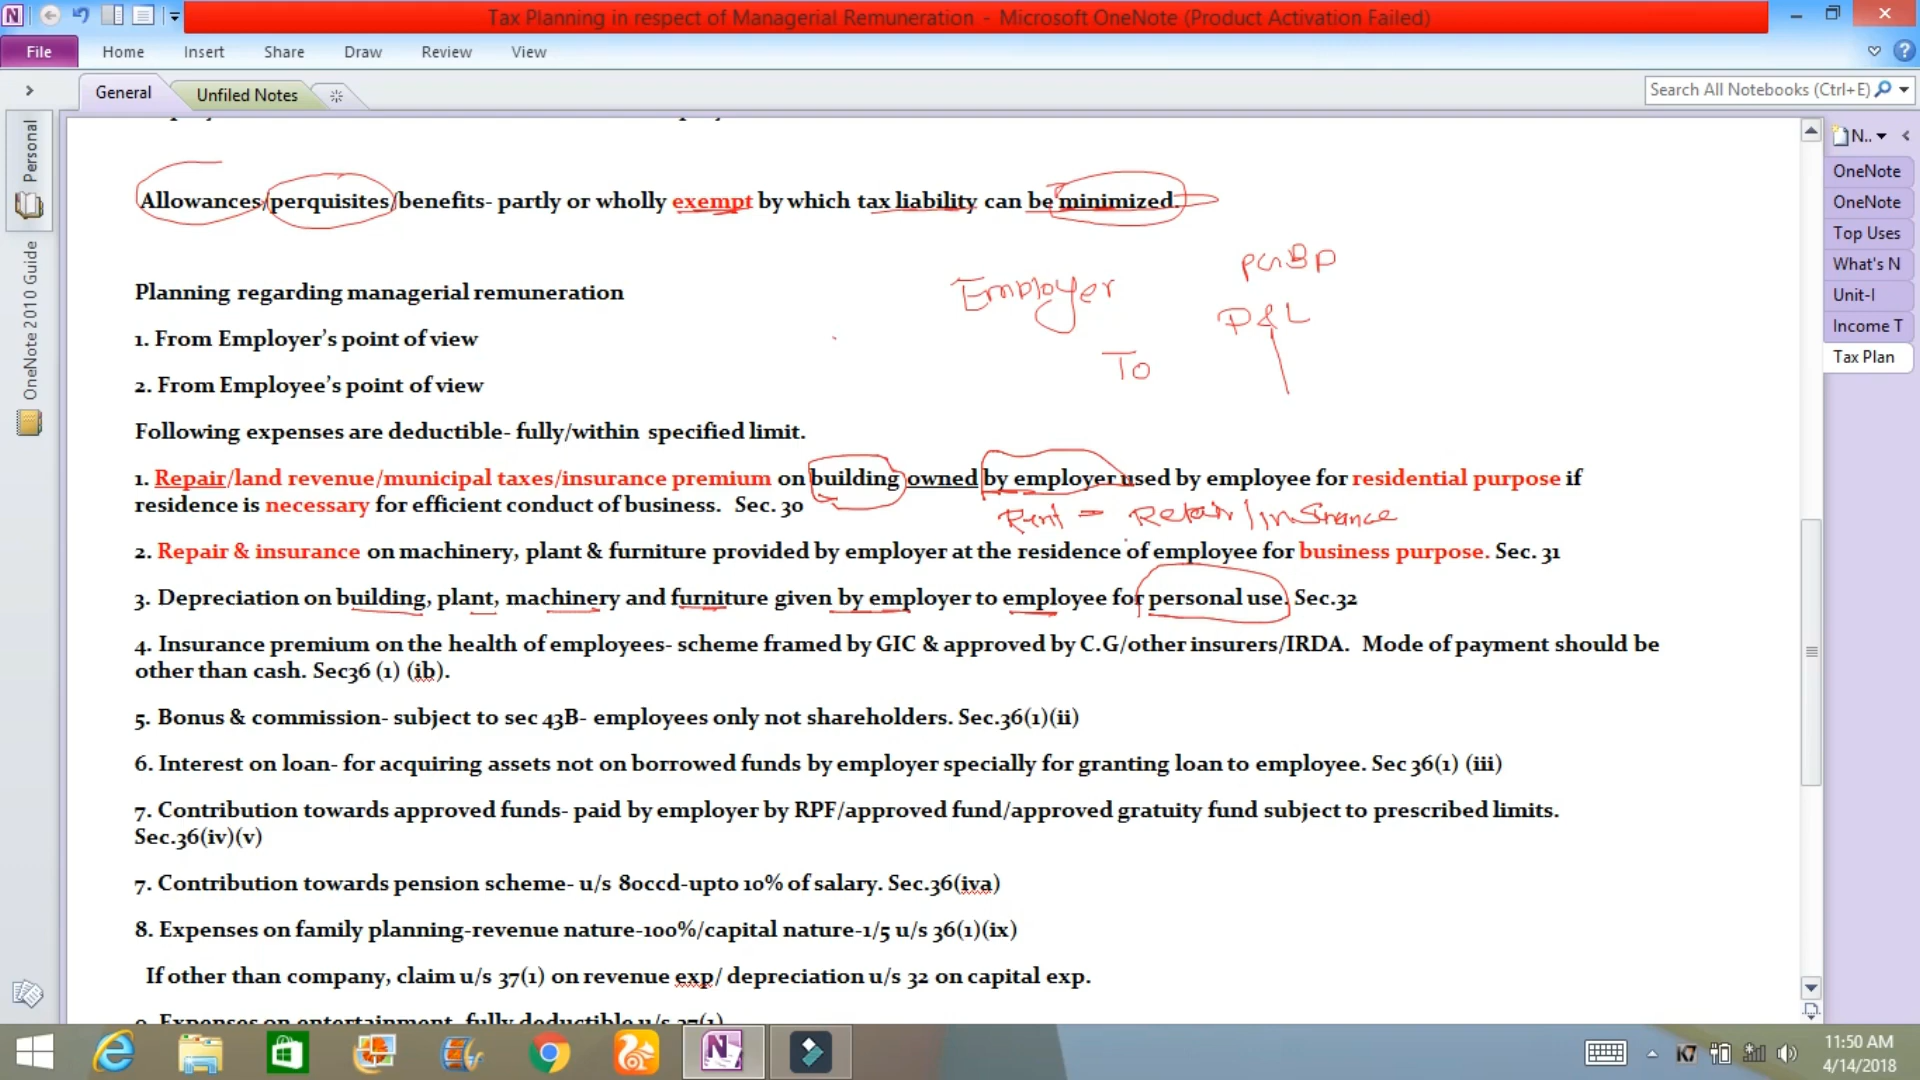 Tax Planning in respect of Managerial Remuneration - Microsoft OneNote (Product Activation Failed)
File Home Insert Share Draw Review View
General Unfiled Notes
Search All Notebooks (Ctrl+E)
Personal
OneNote 2010 Guide
N..
OneNote
OneNote
Top Uses
What's N
Unit-I
Income T
Tax Plan
Allowances/perquisites/benefits- partly or wholly exempt by which tax liability can be minimized.
PGBP
Employer
P&L
To
Planning regarding managerial remuneration
1. From Employer's point of view
2. From Employee's point of view
Following expenses are deductible- fully/within specified limit.
1. Repair/land revenue/municipal taxes/insurance premium on building owned by employer used by employee for residential purpose if
residence is necessary for efficient conduct of business. Sec. 30
Rent = Repair/insurance
2. Repair & insurance on machinery, plant & furniture provided by employer at the residence of employee for business purpose. Sec. 31
3. Depreciation on building, plant, machinery and furniture given by employer to employee for personal use. Sec.32
4. Insurance premium on the health of employees- scheme framed by GIC & approved by C.G/other insurers/IRDA. Mode of payment should be
other than cash. Sec36 (1) (ib).
5. Bonus & commission- subject to sec 43B- employees only not shareholders. Sec.36(1)(ii)
6. Interest on loan- for acquiring assets not on borrowed funds by employer specially for granting loan to employee. Sec 36(1) (iii)
7. Contribution towards approved funds- paid by employer by RPF/approved fund/approved gratuity fund subject to prescribed limits.
Sec.36(iv)(v)
7. Contribution towards pension scheme- u/s 80ccd-upto 10% of salary. Sec.36(iva)
8. Expenses on family planning-revenue nature-100%/capital nature-1/5 u/s 36(1)(ix)
If other than company, claim u/s 37(1) on revenue exp/ depreciation u/s 32 on capital exp.
9. Expenses on entertainment- fully deductible u/s 37(1)
K7
11:50 AM
4/14/2018